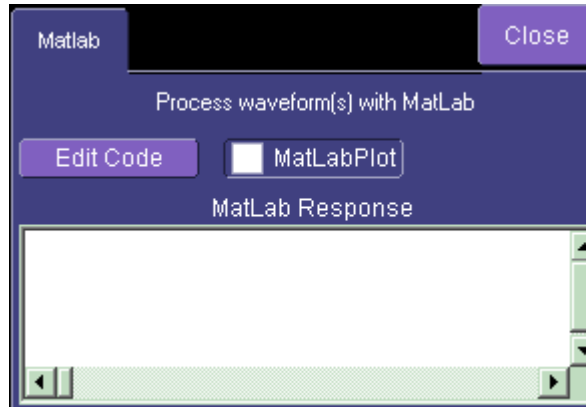 Matlab
Close
Process waveform(s) with MatLab
Edit Code
MatLabPlot
MatLab Response